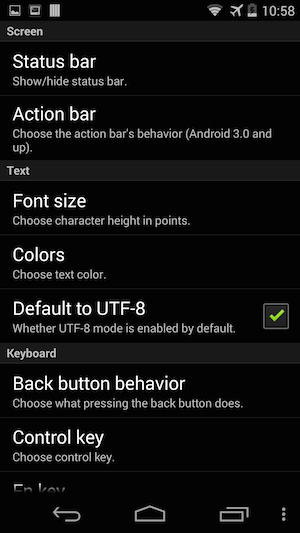 10:58
Screen
Status bar
Show/hide status bar.
Action bar
Choose the action bar's behavior (Android 3.0 and
up).
Text
Font size
Choose character height in points.
Colors
Choose text color.
Default to UTF-8
Whether UTF-8 mode is enabled by default.
Keyboard
Back button behavior
Choose what pressing the back button does.
Control key
Choose control key.
Fn key